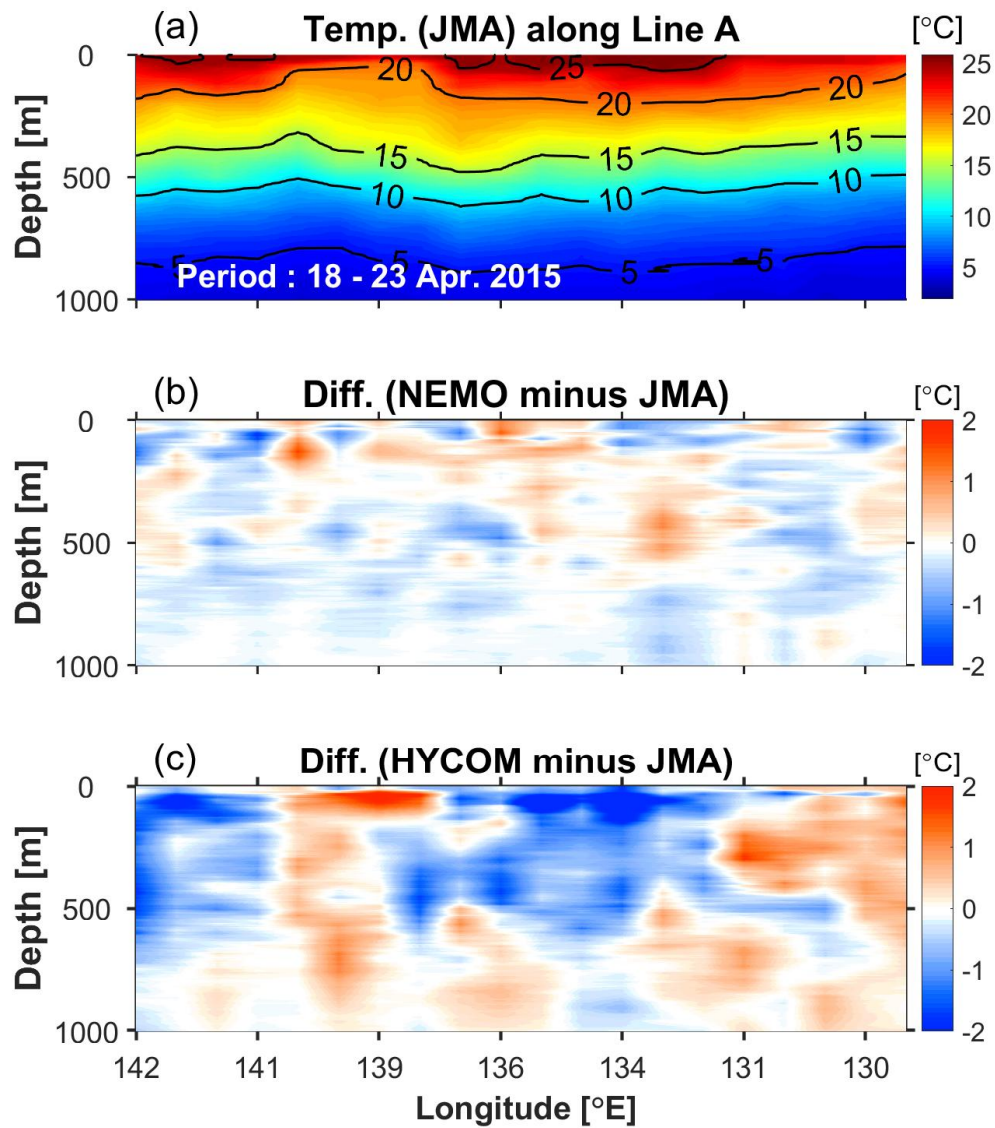 (a) Temp. (JMA) along Line A [°C]
0
500
1000
Depth [m]
20 25 20 20
15 15 15
10 10 10
5 5 5 5
Period : 18 - 23 Apr. 2015
25
20
15
10
5
(b) Diff. (NEMO minus JMA) [°C]
0
500
1000
Depth [m]
2
1
0
-1
-2
(c) Diff. (HYCOM minus JMA) [°C]
0
500
1000
Depth [m]
2
1
0
-1
-2
142 141 139 136 134 131 130
Longitude [°E]